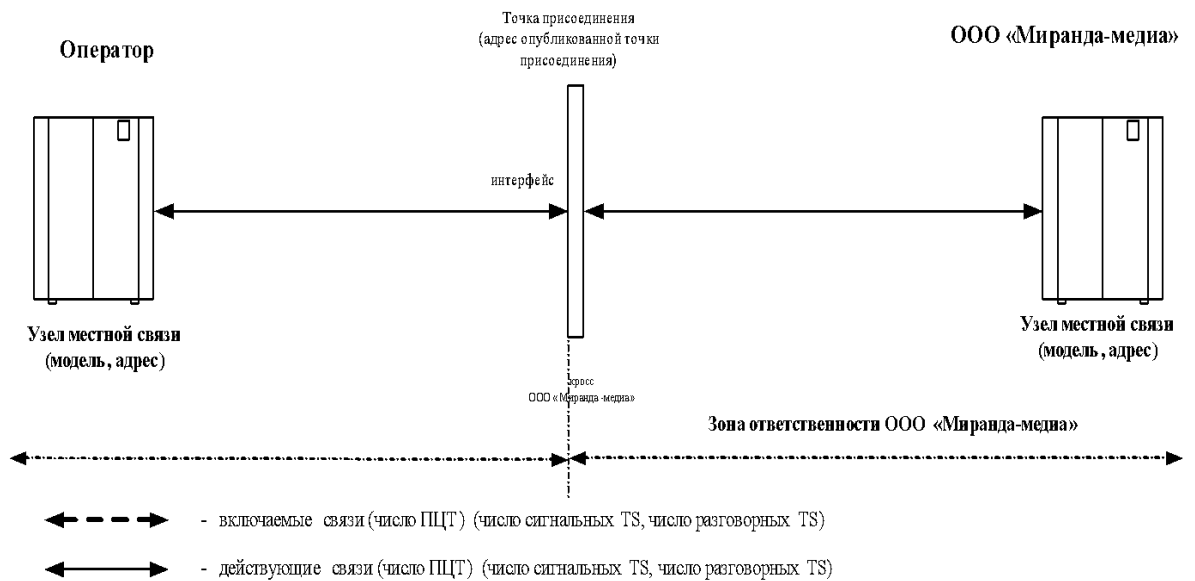 Оператор
Точка присоединения
(адрес опубликованной точки
присоединения)
ООО «Миранда-медиа»
интерфейс
Узел местной связи
(модель, адрес)
Узел местной связи
(модель, адрес)
кросс
ООО «Миранда-медиа»
Зона ответственности ООО «Миранда-медиа»
- включаемые связи (число ПЦТ) (число сигнальных TS, число разговорных TS)
- действующие связи (число ПЦТ) (число сигнальных TS, число разговорных TS)